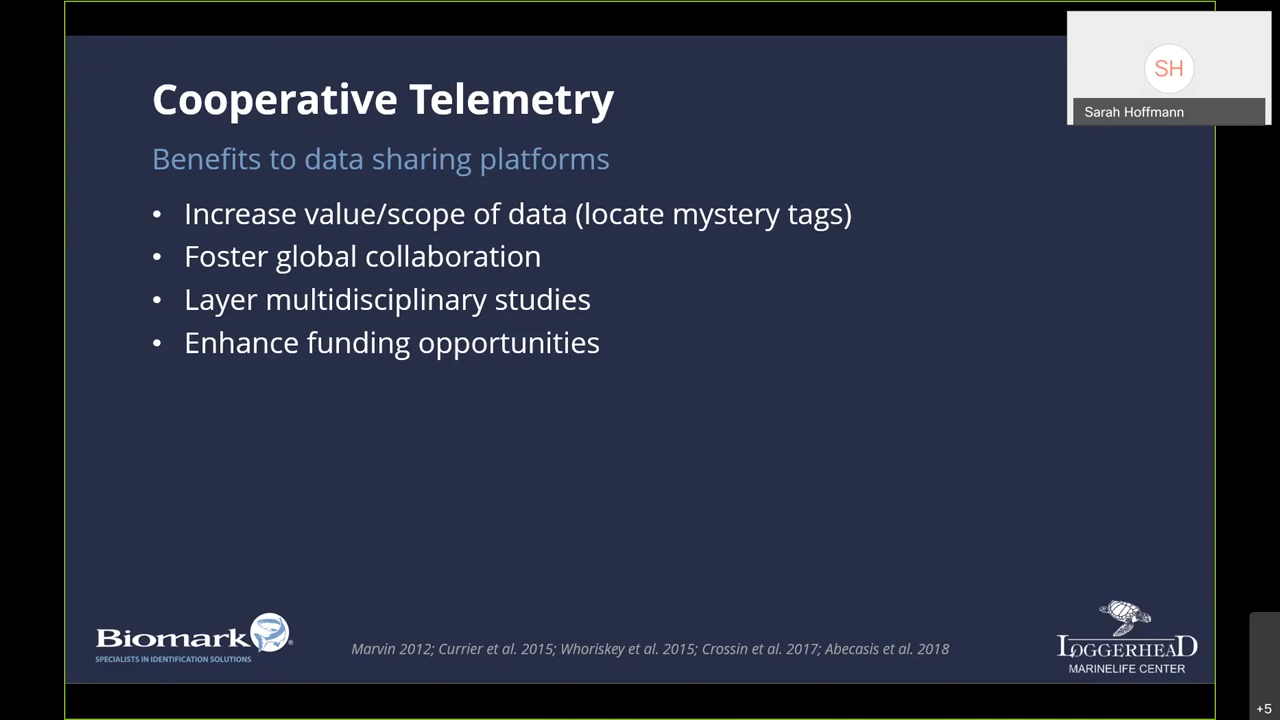 Cooperative Telemetry
SH
Sarah Hoffmann
Benefits to data sharing platforms
• Increase value/scope of data (locate mystery tags)
• Foster global collaboration
• Layer multidisciplinary studies
• Enhance funding opportunities
Biomark
SPECIALISTS IN IDENTIFICATION SOLUTIONS
Marvin 2012; Currier et al. 2015; Whoriskey et al. 2015; Crossin et al. 2017; Abecasis et al. 2018
LOGGERHEAD
MARINELIFE CENTER
+5